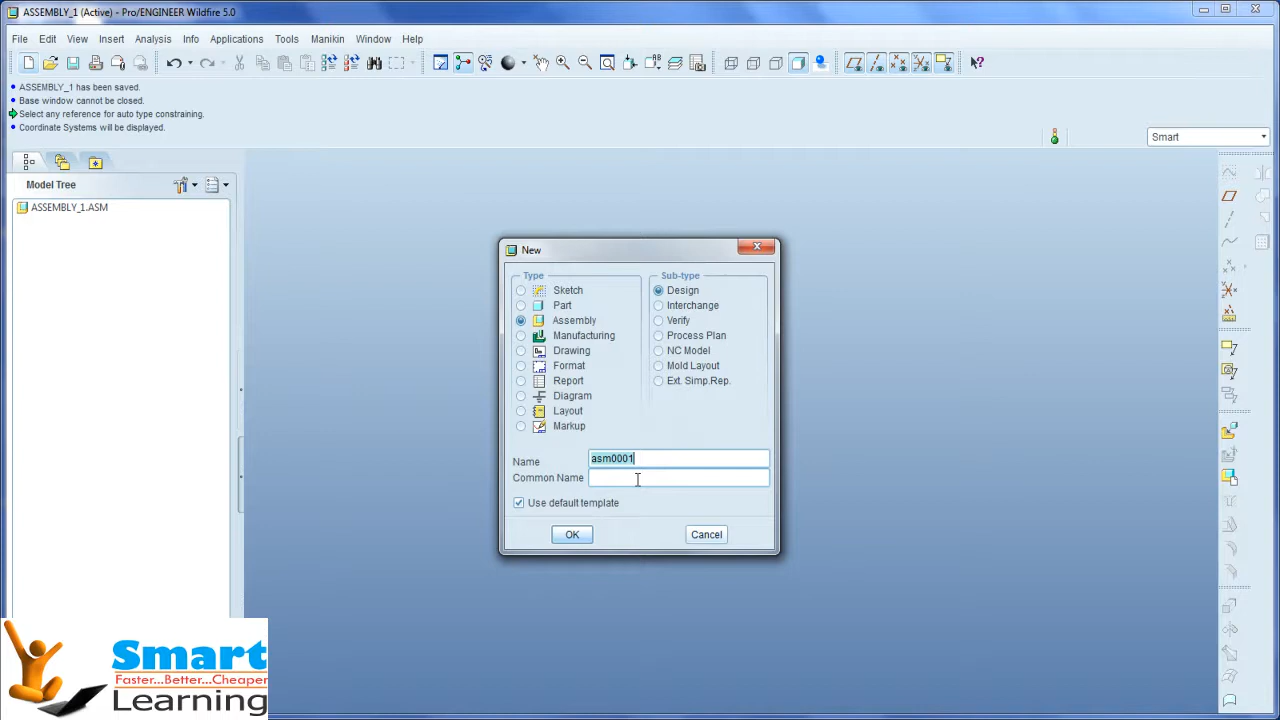 ASSEMBLY_1 (Active) - Pro/ENGINEER Wildfire 5.0
File Edit View Insert Analysis Info Applications Tools Manikin Window Help
ASSEMBLY_1 has been saved.
Base window cannot be closed.
Select any reference for auto type constraining.
Coordinate Systems will be displayed.
Smart
Model Tree
ASSEMBLY_1.ASM
New
Type
Sketch
Part
Assembly
Manufacturing
Drawing
Format
Report
Diagram
Layout
Markup
Sub-type
Design
Interchange
Verify
Process Plan
NC Model
Mold Layout
Ext. Simp.Rep.
Name asm0001
Common Name
Use default template
OK Cancel
Smart
Faster...Better...Cheaper
Learning